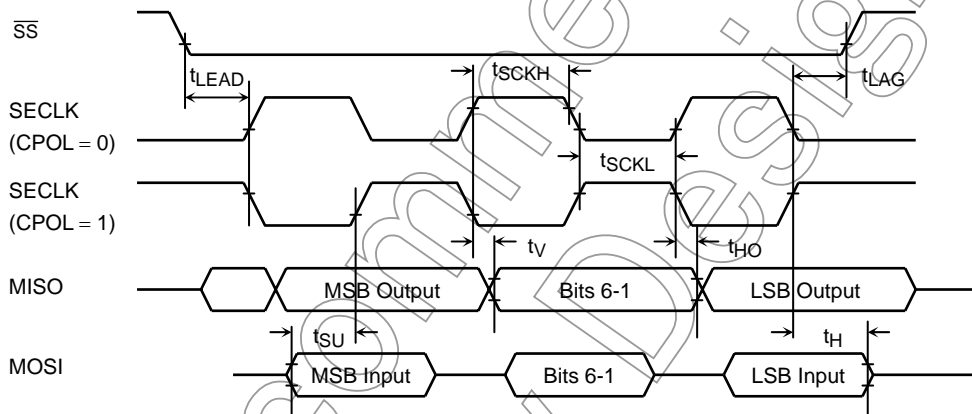 SS
tLEAD
tSCKH
tLAG
SECLK
(CPOL = 0)
tSCKL
SECLK
(CPOL = 1)
tV
tHO
MISO
MSB Output
Bits 6-1
LSB Output
tSU
tH
MOSI
MSB Input
Bits 6-1
LSB Input